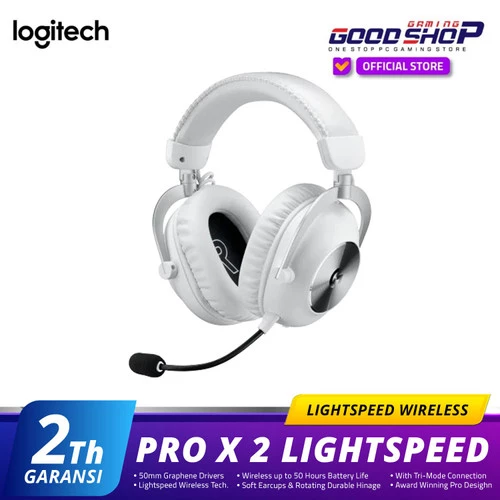 logitech
GAMING
GOODSHOP
ONE STOP PC GAMING STORE
OFFICIAL STORE
R
LIGHTSPEED WIRELESS
2Th
GARANSI
PRO X 2 LIGHTSPEED
• 50mm Graphene Drivers
• Wireless up to 50 Hours Battery Life
• With Tri-Mode Connection
• Lightspeed Wireless Tech.
• Soft Earcups & Rotating Durable Hinage
• Award Winning Pro Desighn